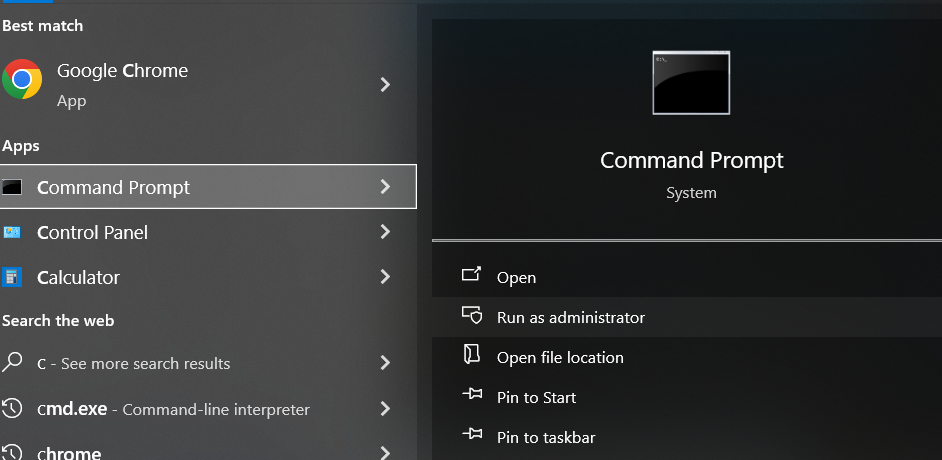 Best match
Google Chrome
App
Apps
Command Prompt
Control Panel
Calculator
Search the web
c - See more search results
cmd.exe - Command-line interpreter
chrome
Command Prompt
System
Open
Run as administrator
Open file location
Pin to Start
Pin to taskbar